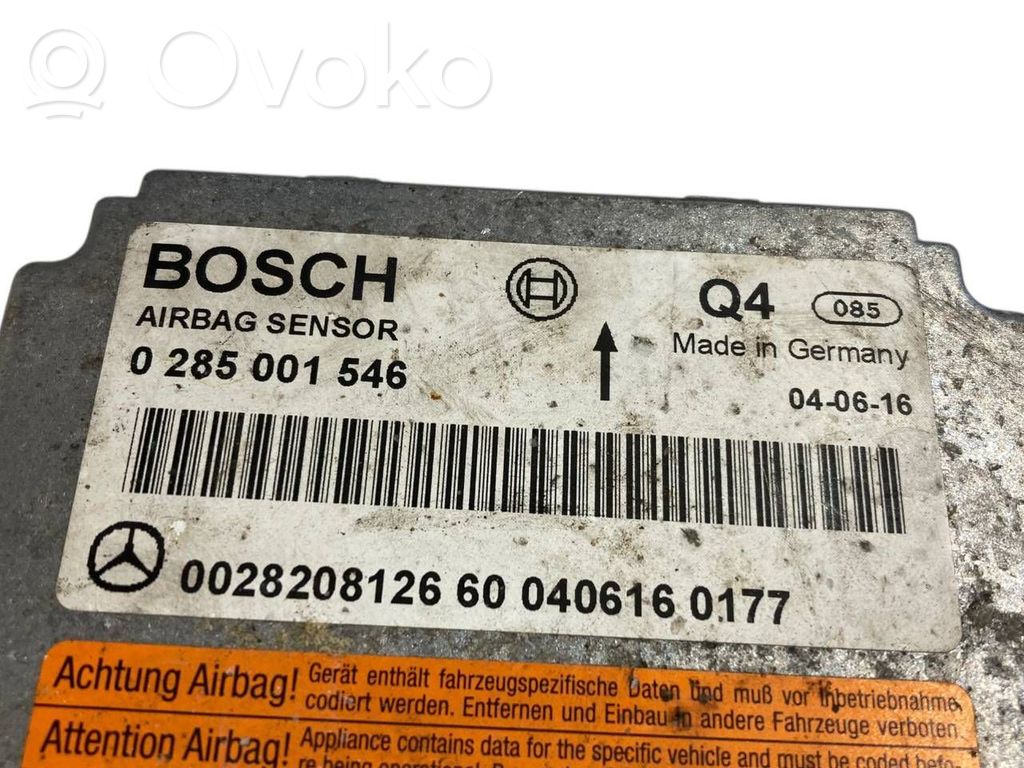 Ovoko
BOSCH
AIRBAG SENSOR
0 285 001 546
Q4 085
Made in Germany
04-06-16
0028208126 60 040616 0177
Achtung Airbag! Gerät enthält fahrzeugspezifische Daten und muß vor Inbetriebnahme
codiert werden. Entfernen und Einbau in andere Fahrzeuge verboten
Attention Airbag! Appliance contains data for the specific vehicle and must be coded befo-
re being operational.